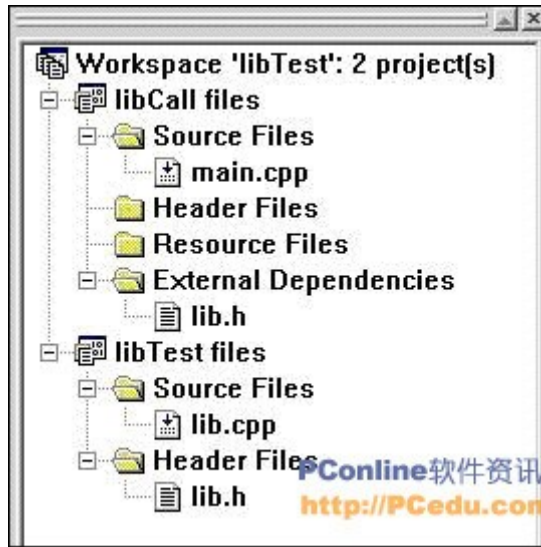 Workspace 'libTest': 2 project(s)
libCall files
Source Files
main.cpp
Header Files
Resource Files
External Dependencies
lib.h
libTest files
Source Files
lib.cpp
Header Files
lib.h
PConline软件资讯
http://PCedu.com